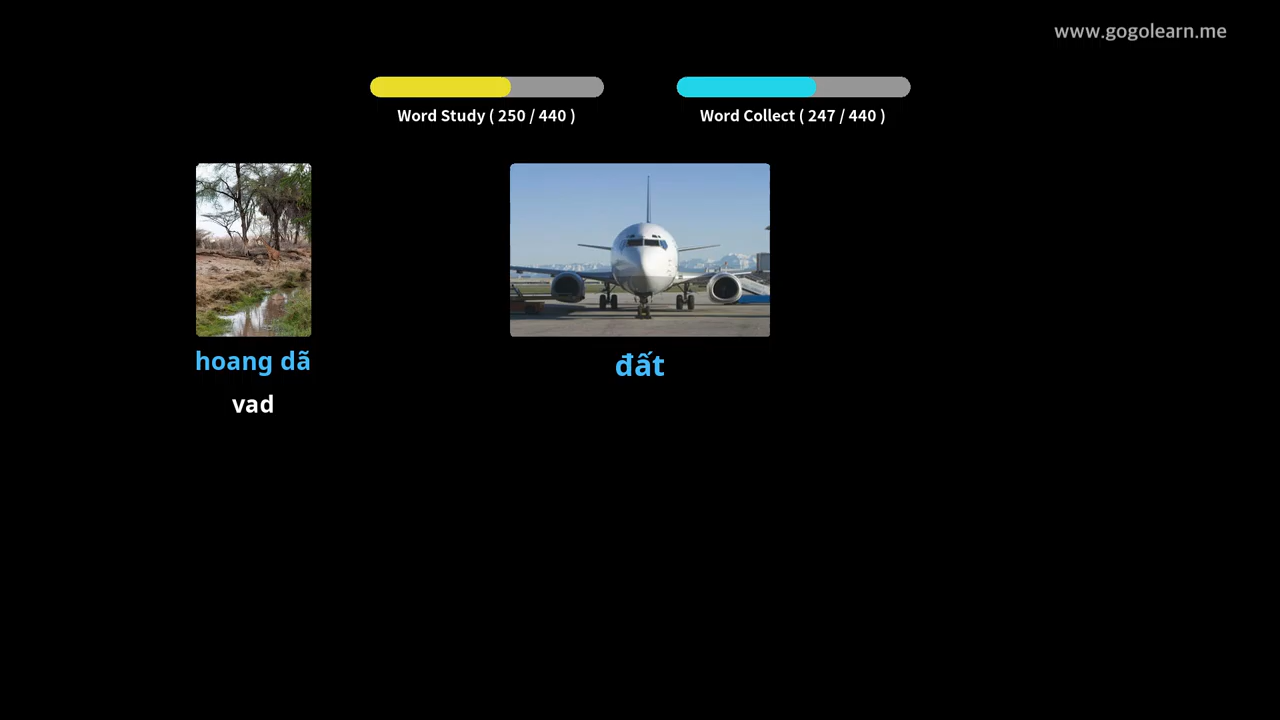 www.gogolearn.me
Word Study ( 250 / 440 )
Word Collect ( 247 / 440 )
hoang dã
vad
đất